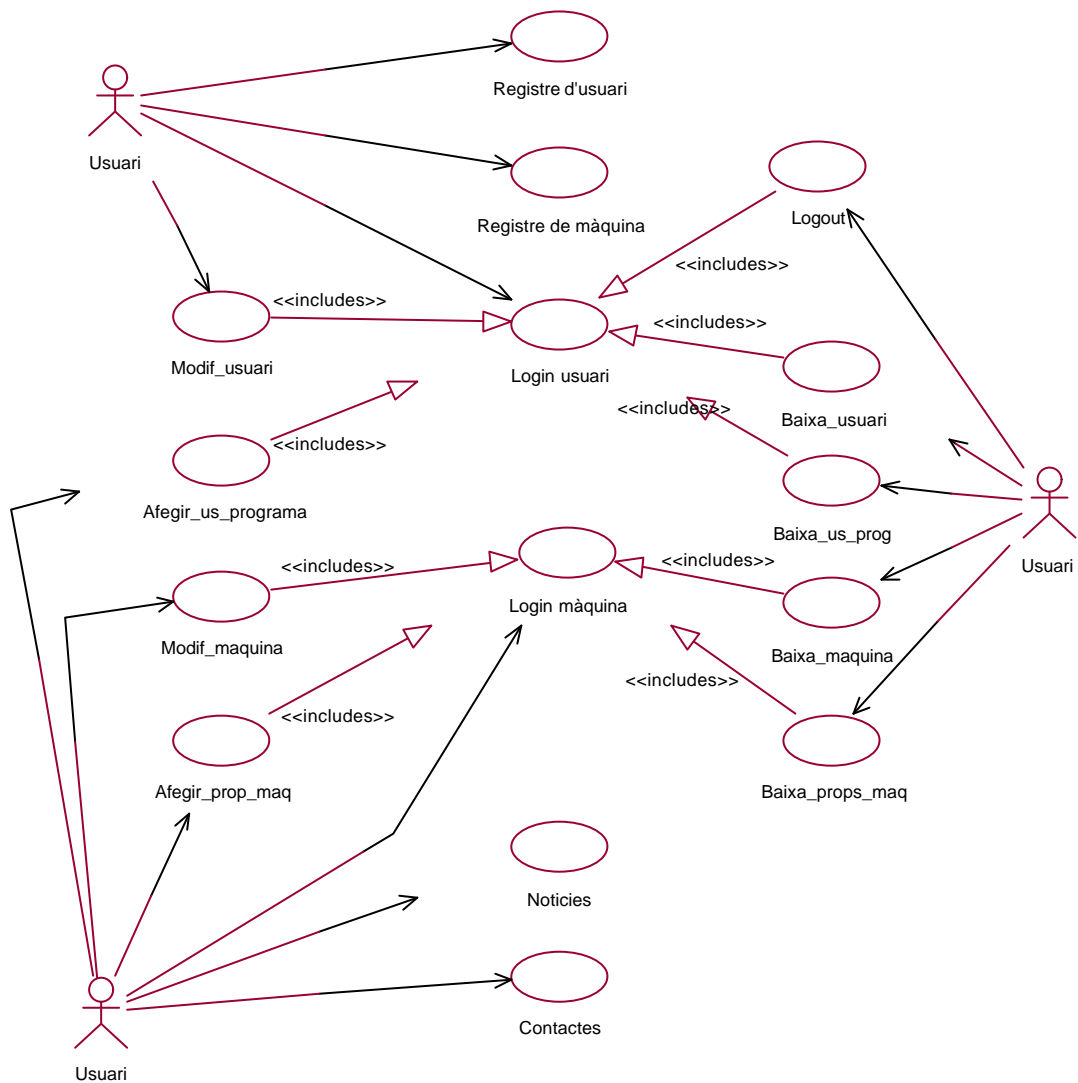 Registre d'usuari
Usuari
Registre de màquina
Logout
<<includes>>
<<includes>>
<<includes>>
Modif_usuari
Login usuari
<<includes>>
Baixa_usuari
<<includes>>
Afegir_us_programa
Baixa_us_prog
<<includes>>
<<includes>>
Usuari
Login màquina
Modif_maquina
Baixa_maquina
<<includes>>
<<includes>>
Afegir_prop_maq
Baixa_props_maq
Noticies
Contactes
Usuari